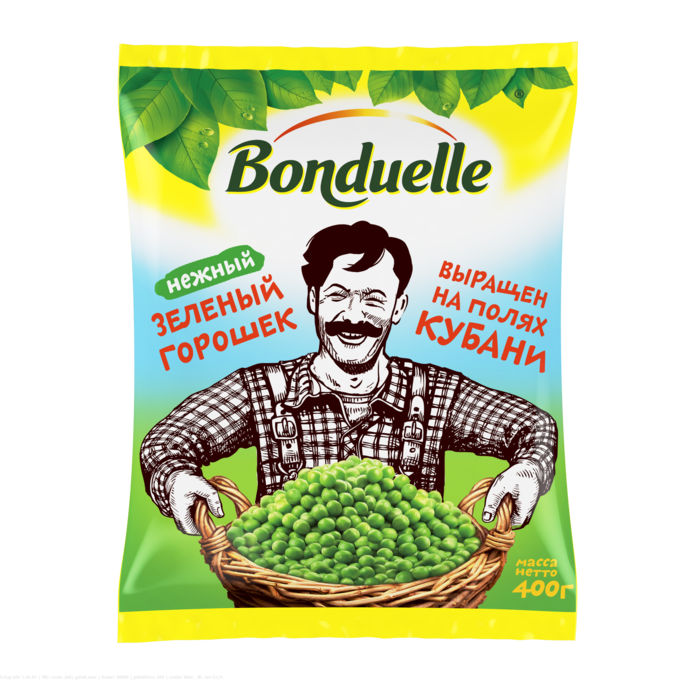 Bonduelle
®
нежный
ЗЕЛЕНЫЙ
ГОРОШЕК
ВЫРАЩЕН
НА ПОЛЯХ
КУБАНИ
масса
нетто
400г